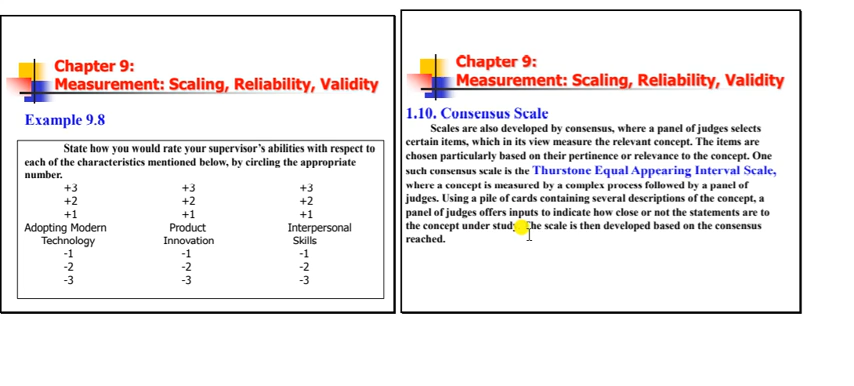 Chapter 9:
Measurement: Scaling, Reliability, Validity
Example 9.8
State how you would rate your supervisor's abilities with respect to
each of the characteristics mentioned below, by circling the appropriate
number.
+3 +3 +3
+2 +2 +2
+1 +1 +1
Adopting Modern Product Interpersonal
Technology Innovation Skills
-1 -1 -1
-2 -2 -2
-3 -3 -3
Chapter 9:
Measurement: Scaling, Reliability, Validity
1.10. Consensus Scale
Scales are also developed by consensus, where a panel of judges selects
certain items, which in its view measure the relevant concept. The items are
chosen particularly based on their pertinence or relevance to the concept. One
such consensus scale is the Thurstone Equal Appearing Interval Scale,
where a concept is measured by a complex process followed by a panel of
judges. Using a pile of cards containing several descriptions of the concept, a
panel of judges offers inputs to indicate how close or not the statements are to
the concept under study. The scale is then developed based on the consensus
reached.